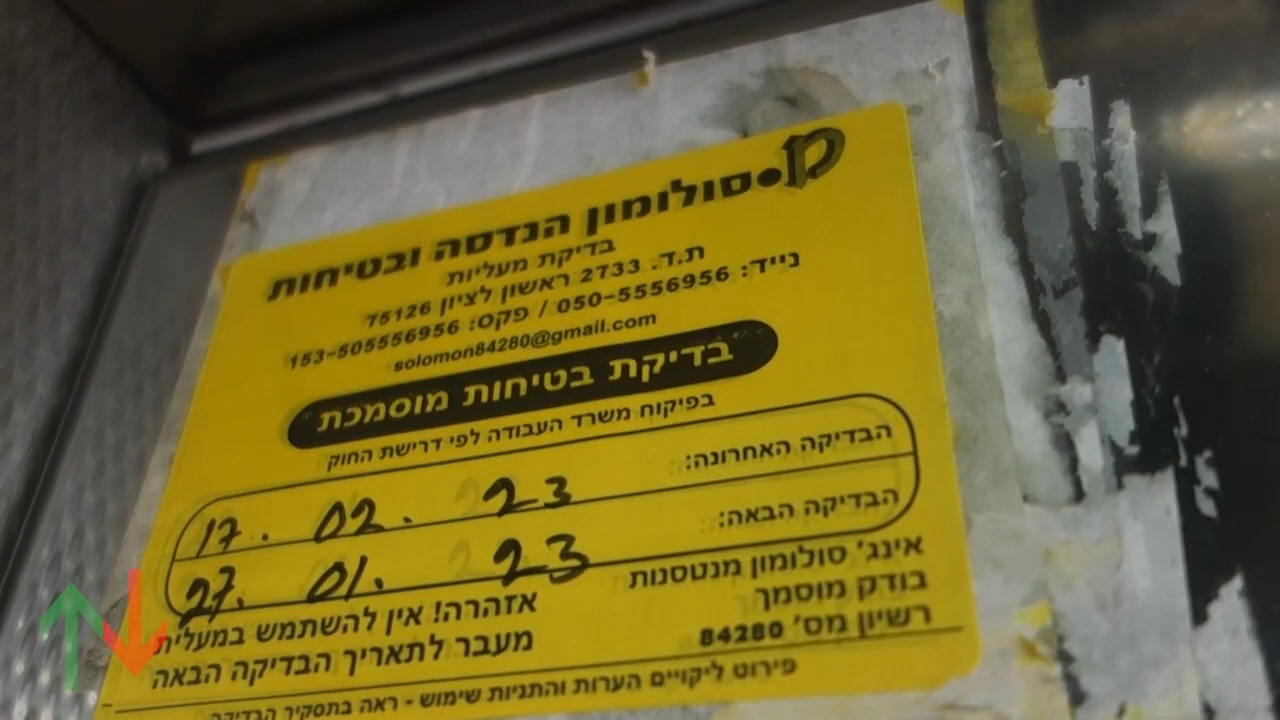 סולומון הנדסה ובטיחות
בדיקת מעליות
ת.ד. 2733 ראשון לציון 75126
נייד: 050-5556956 / פקס: 153-505556956
solomon84280@gmail.com
בדיקת בטיחות מוסמכת
בפיקוח משרד העבודה לפי דרישת החוק
הבדיקה האחרונה: 17. 02. 23
הבדיקה הבאה: 27. 01. 23
אינג' סולומון מנטסנות
בודק מוסמך
רשיון מס' 84280
אזהרה! אין להשתמש במעלית
מעבר לתאריך הבדיקה הבאה
פירוט ליקויים הערות והתניות שימוש - ראה בתסקיר הבדיקה